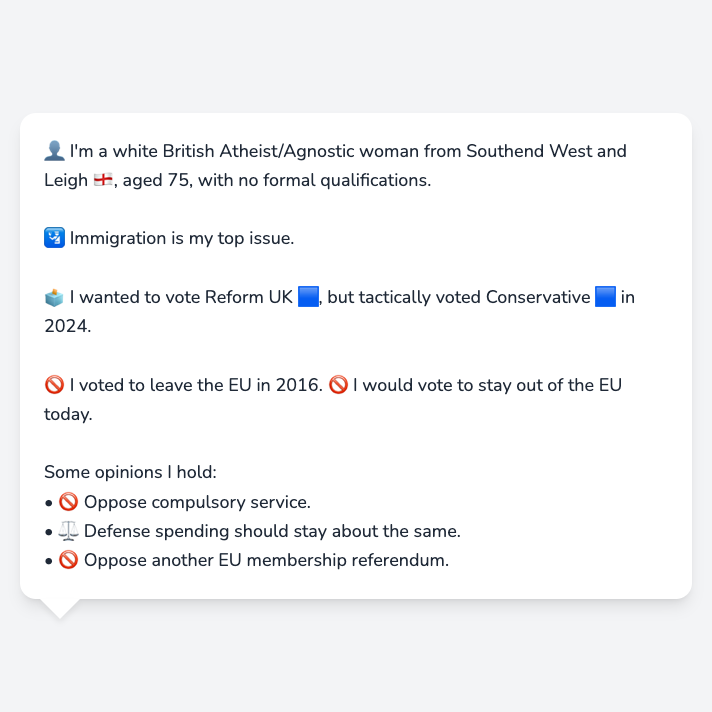 👤 I'm a white British Atheist/Agnostic woman from Southend West and
Leigh 🏴󠁧󠁢󠁥󠁮󠁧󠁿, aged 75, with no formal qualifications.
🛂 Immigration is my top issue.
🗳️ I wanted to vote Reform UK 🟦, but tactically voted Conservative 🟦 in
2024.
🚫 I voted to leave the EU in 2016. 🚫 I would vote to stay out of the EU
today.
Some opinions I hold:
• 🚫 Oppose compulsory service.
• ⚖️ Defense spending should stay about the same.
• 🚫 Oppose another EU membership referendum.